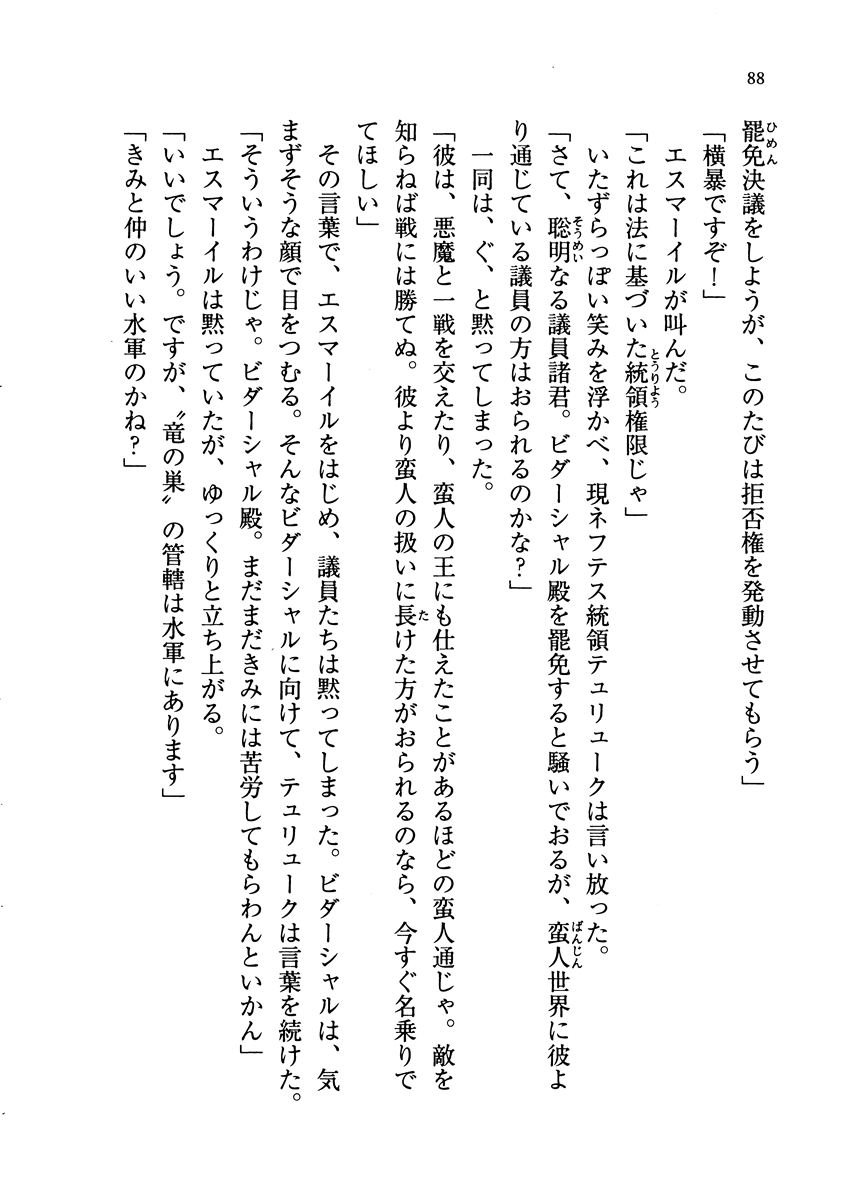 88
罷免決議をしようが、このたびは拒否権を発動させてもらう」
「横暴ですぞ！」
エスマーイルが叫んだ。
「これは法に基づいた統領権限じゃ」
いたずらっぽい笑みを浮かべ、現ネフテス統領テュリュークは言い放った。
「さて、聡明なる議員諸君。ビダーシャル殿を罷免すると騒いでおるが、蛮人世界に彼よ
り通じている議員の方はおられるのかな？」
一同は、ぐ、と黙ってしまった。
「彼は、悪魔と一戦を交えたり、蛮人の王にも仕えたことがあるほどの蛮人通じゃ。敵を
知らねば戦には勝てぬ。彼より蛮人の扱いに長けた方がおられるのなら、今すぐ名乗りで
てほしい」
その言葉で、エスマーイルをはじめ、議員たちは黙ってしまった。ビダーシャルは、気
まずそうな顔で目をつむる。そんなビダーシャルに向けて、テュリュークは言葉を続けた。
「そういうわけじゃ。ビダーシャル殿。まだまだきみには苦労してもらわんといかん」
エスマーイルは黙っていたが、ゆっくりと立ち上がる。
「いいでしょう。ですが、〝竜の巣〟の管轄は水軍にあります」
「きみと仲のいい水軍のかね？」
ひめん
とうりよう
そうめい
ばんじん
た